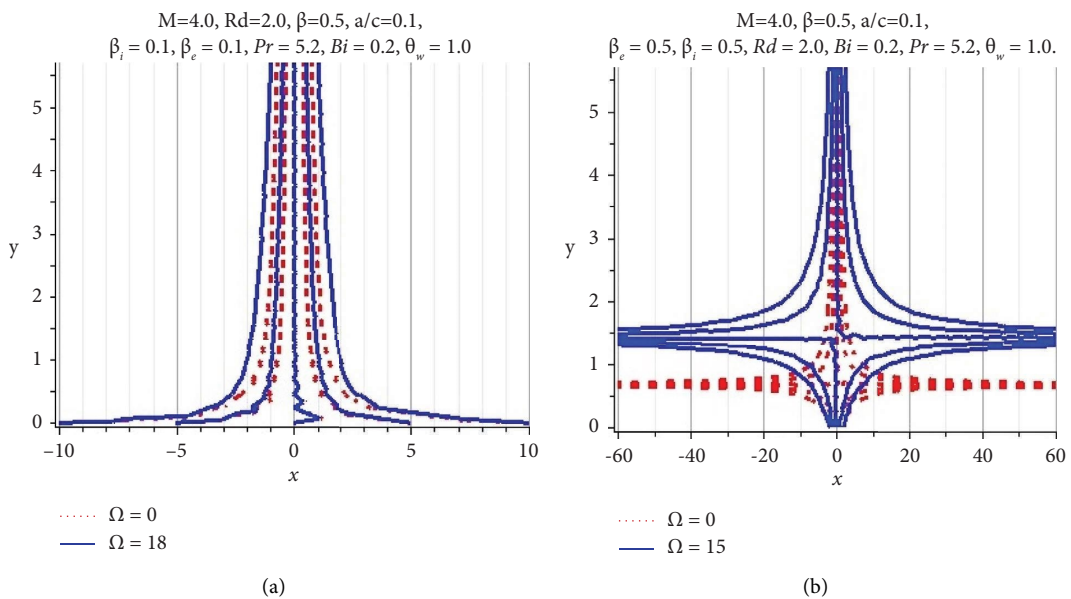 M=4.0, Rd=2.0, β=0.5, a/c=0.1,
βi = 0.1, βe = 0.1, Pr = 5.2, Bi = 0.2, θw = 1.0
5
4
3
y
2
1
0
−10
−5
0
5
10
x
Ω = 0
Ω = 18
(a)
M=4.0, β=0.5, a/c=0.1,
βe = 0.5, βi = 0.5, Rd = 2.0, Bi = 0.2, Pr = 5.2, θw = 1.0.
5
4
3
y
2
1
0
-60
-40
-20
0
20
40
60
x
Ω = 0
Ω = 15
(b)